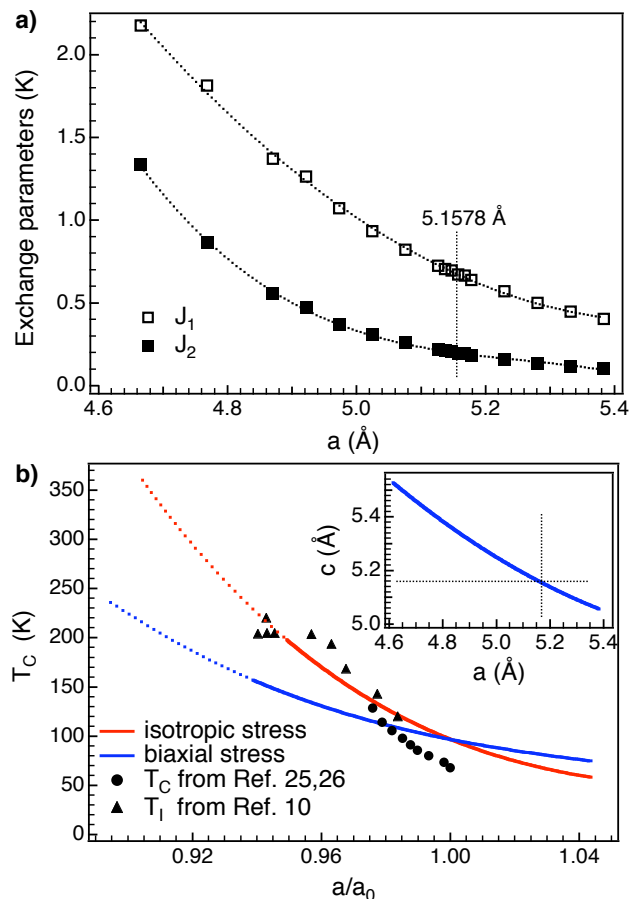 a)
Exchange parameters (K)
2.0
1.5
1.0
0.5
0.0
5.1578 Å
J1
J2
4.6
4.8
5.0
5.2
5.4
a (Å)
b)
TC (K)
350
300
250
200
150
100
50
0
c (Å)
5.4
5.2
5.0
4.6
4.8
5.0
5.2
5.4
a (Å)
isotropic stress
biaxial stress
TC from Ref. 25,26
TI from Ref. 10
0.92
0.96
1.00
1.04
a/a0